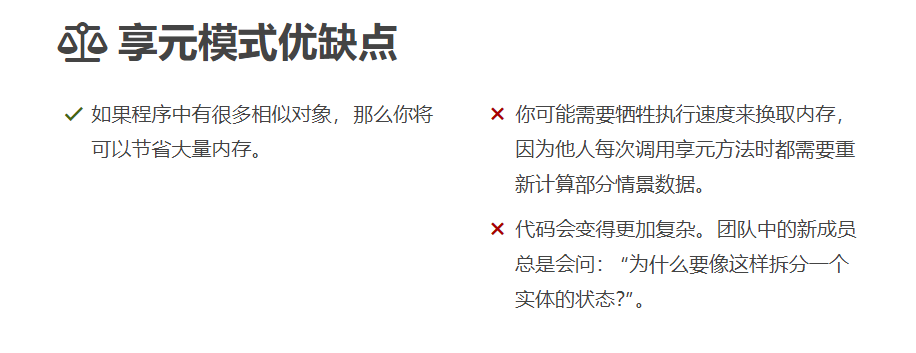 享元模式优缺点
如果程序中有很多相似对象，那么你将
可以节省大量内存。
你可能需要牺牲执行速度来换取内存，
因为他人每次调用享元方法时都需要重
新计算部分情景数据。
代码会变得更加复杂。团队中的新成员
总是会问：“为什么要像这样拆分一个
实体的状态?”。